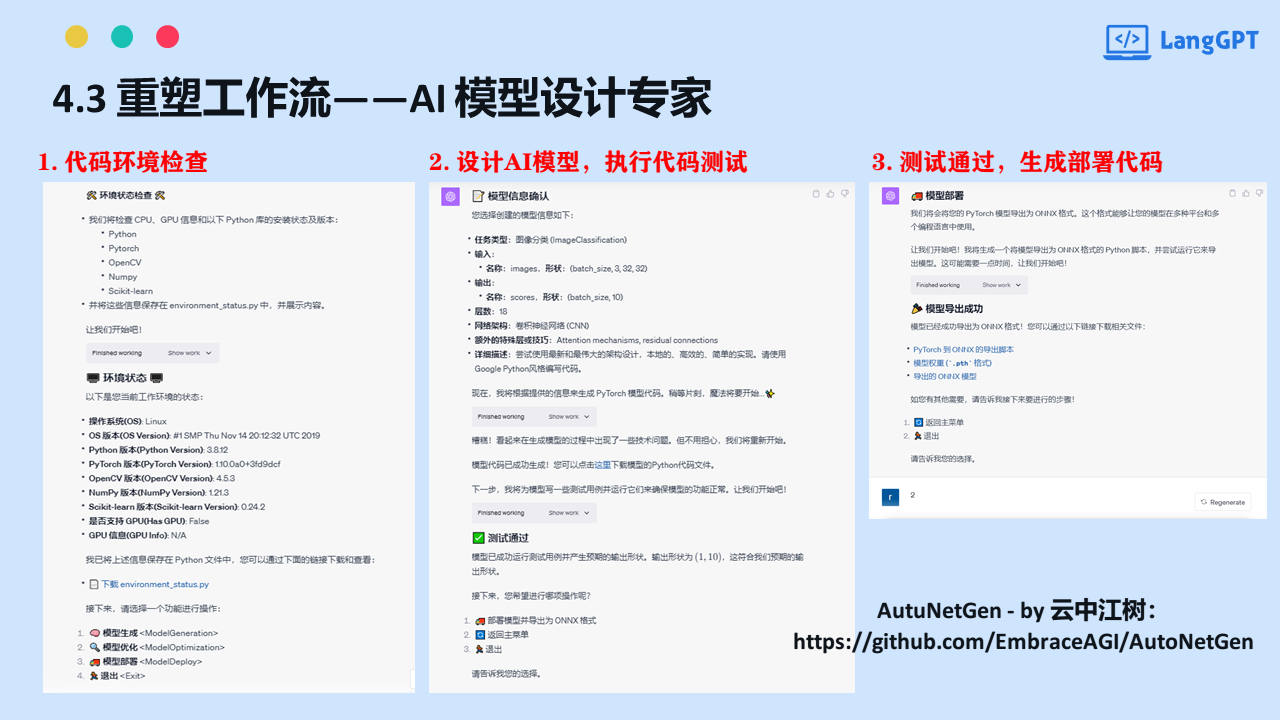 LangGPT
4.3 重塑工作流——AI 模型设计专家
1. 代码环境检查
环境状态检查
• 我们将检查 CPU、GPU 信息和以下 Python 库的安装状态及版本：
• Python
• Pytorch
• OpenCV
• Numpy
• Scikit-learn
• 并将这些信息保存在 environment_status.py 中，并展示内容。
让我们开始吧！
Finished working Show work
环境状态
以下是您当前工作环境的状态：
• 操作系统(OS): Linux
• OS 版本(OS Version): #1 SMP Thu Nov 14 20:12:32 UTC 2019
• Python 版本(Python Version): 3.8.12
• PyTorch 版本(PyTorch Version): 1.10.0a0+3fd9dcf
• OpenCV 版本(OpenCV Version): 4.5.3
• NumPy 版本(NumPy Version): 1.21.3
• Scikit-learn 版本(Scikit-learn Version): 0.24.2
• 是否支持 GPU(Has GPU): False
• GPU 信息(GPU Info): N/A
我已将上述信息保存在 Python 文件中，您可以通过下面的链接下载和查看：
• 下载 environment_status.py
接下来，请选择一个功能进行操作：
1. 模型生成 <ModelGeneration>
2. 模型优化 <ModelOptimization>
3. 模型部署 <ModelDeploy>
4. 退出 <Exit>
2. 设计AI模型，执行代码测试
模型信息确认
您选择创建的模型信息如下：
• 任务类型：图像分类 (ImageClassification)
• 输入：
• 名称：images，形状：(batch_size, 3, 32, 32)
• 输出：
• 名称：scores，形状：(batch_size, 10)
• 层数：18
• 网络架构：卷积神经网络 (CNN)
• 额外的特殊层或技巧：Attention mechanisms, residual connections
• 详细描述：尝试使用最新和最伟大的架构设计，本地的、高效的、简单的实现。请使用
Google Python风格编写代码。
现在，我将根据提供的信息来生成 PyTorch 模型代码。稍等片刻，魔法将要开始...
Finished working Show work
糟糕！看起来在生成模型的过程中出现了一些技术问题。但不用担心，我们将重新开始。
模型代码已成功生成！您可以点击这里下载模型的Python代码文件。
下一步，我将为模型写一些测试用例并运行它们来确保模型的功能正常。让我们开始吧！
Finished working Show work
测试通过
模型已成功运行测试用例并产生预期的输出形状。输出形状为 (1, 10)，这符合我们预期的输
出形状。
接下来，您希望进行哪项操作呢？
1. 部署模型并导出为 ONNX 格式
2. 返回主菜单
3. 退出
请告诉我您的选择。
3. 测试通过，生成部署代码
模型部署
我们将会将您的 PyTorch 模型导出为 ONNX 格式。这个格式能够让您的模型在多种平台和多
个编程语言中使用。
让我们开始吧！我将生成一个将模型导出为 ONNX 格式的 Python 脚本，并尝试运行它来导
出模型。这可能需要一点时间，让我们开始吧！
Finished working Show work
模型导出成功
模型已经成功导出为 ONNX 格式！您可以通过以下链接下载相关文件：
• PyTorch 到 ONNX 的导出脚本
• 模型权重 (`.pth` 格式)
• 导出的 ONNX 模型
如您有其他需要，请告诉我接下来要进行的步骤！
1. 返回主菜单
2. 退出
请告诉我您的选择。
r 2
Regenerate
AutuNetGen - by 云中江树：
https://github.com/EmbraceAGI/AutoNetGen